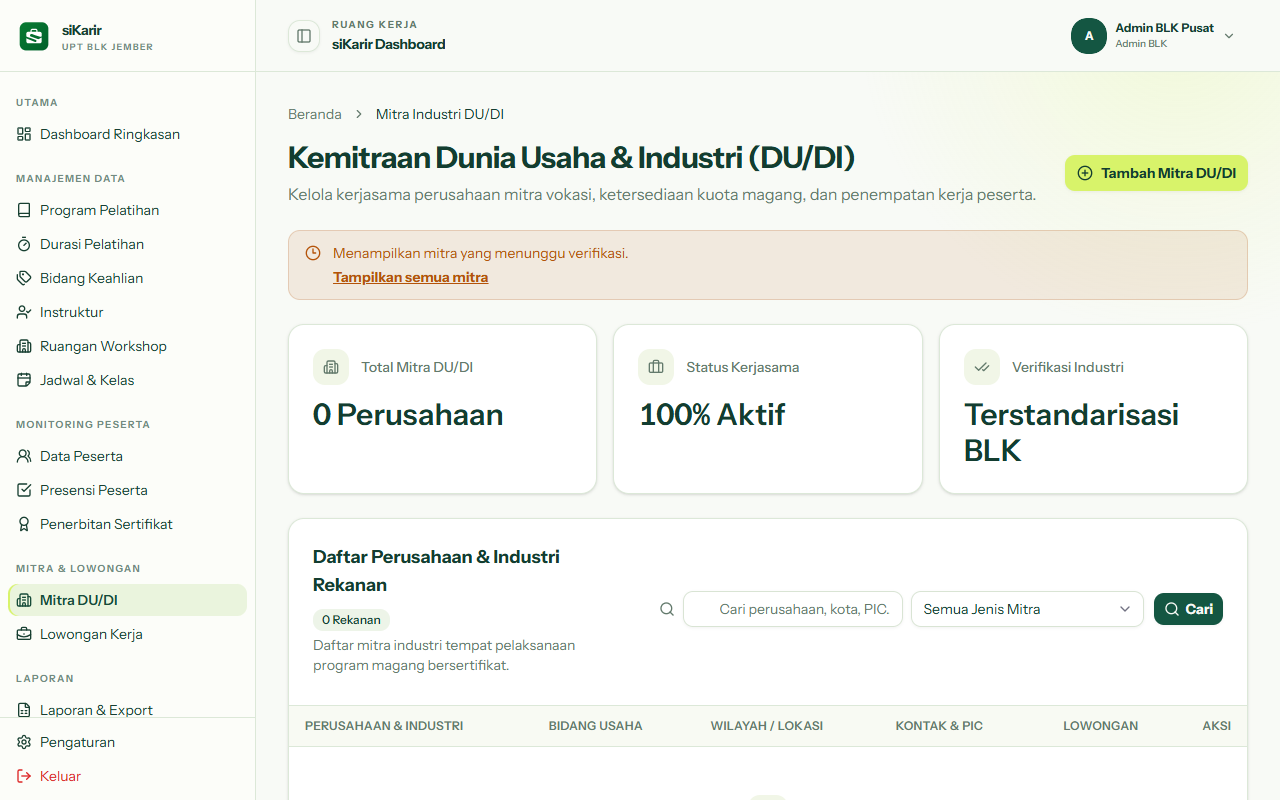 siKarir
UPT BLK JEMBER
UTAMA
Dashboard Ringkasan
MANAJEMEN DATA
Program Pelatihan
Durasi Pelatihan
Bidang Keahlian
Instruktur
Ruangan Workshop
Jadwal & Kelas
MONITORING PESERTA
Data Peserta
Presensi Peserta
Penerbitan Sertifikat
MITRA & LOWONGAN
Mitra DU/DI
Lowongan Kerja
LAPORAN
Laporan & Export
Pengaturan
Keluar
RUANG KERJA
siKarir Dashboard
A
Admin BLK Pusat
Admin BLK
Beranda
Mitra Industri DU/DI
Kemitraan Dunia Usaha & Industri (DU/DI)
Kelola kerjasama perusahaan mitra vokasi, ketersediaan kuota magang, dan penempatan kerja peserta.
Tambah Mitra DU/DI
Menampilkan mitra yang menunggu verifikasi.
Tampilkan semua mitra
Total Mitra DU/DI
0 Perusahaan
Status Kerjasama
100% Aktif
Verifikasi Industri
Terstandarisasi
BLK
Daftar Perusahaan & Industri
Rekanan
0 Rekanan
Daftar mitra industri tempat pelaksanaan
program magang bersertifikat.
Cari perusahaan, kota, PIC.
Semua Jenis Mitra
Cari
PERUSAHAAN & INDUSTRI
BIDANG USAHA
WILAYAH / LOKASI
KONTAK & PIC
LOWONGAN
AKSI